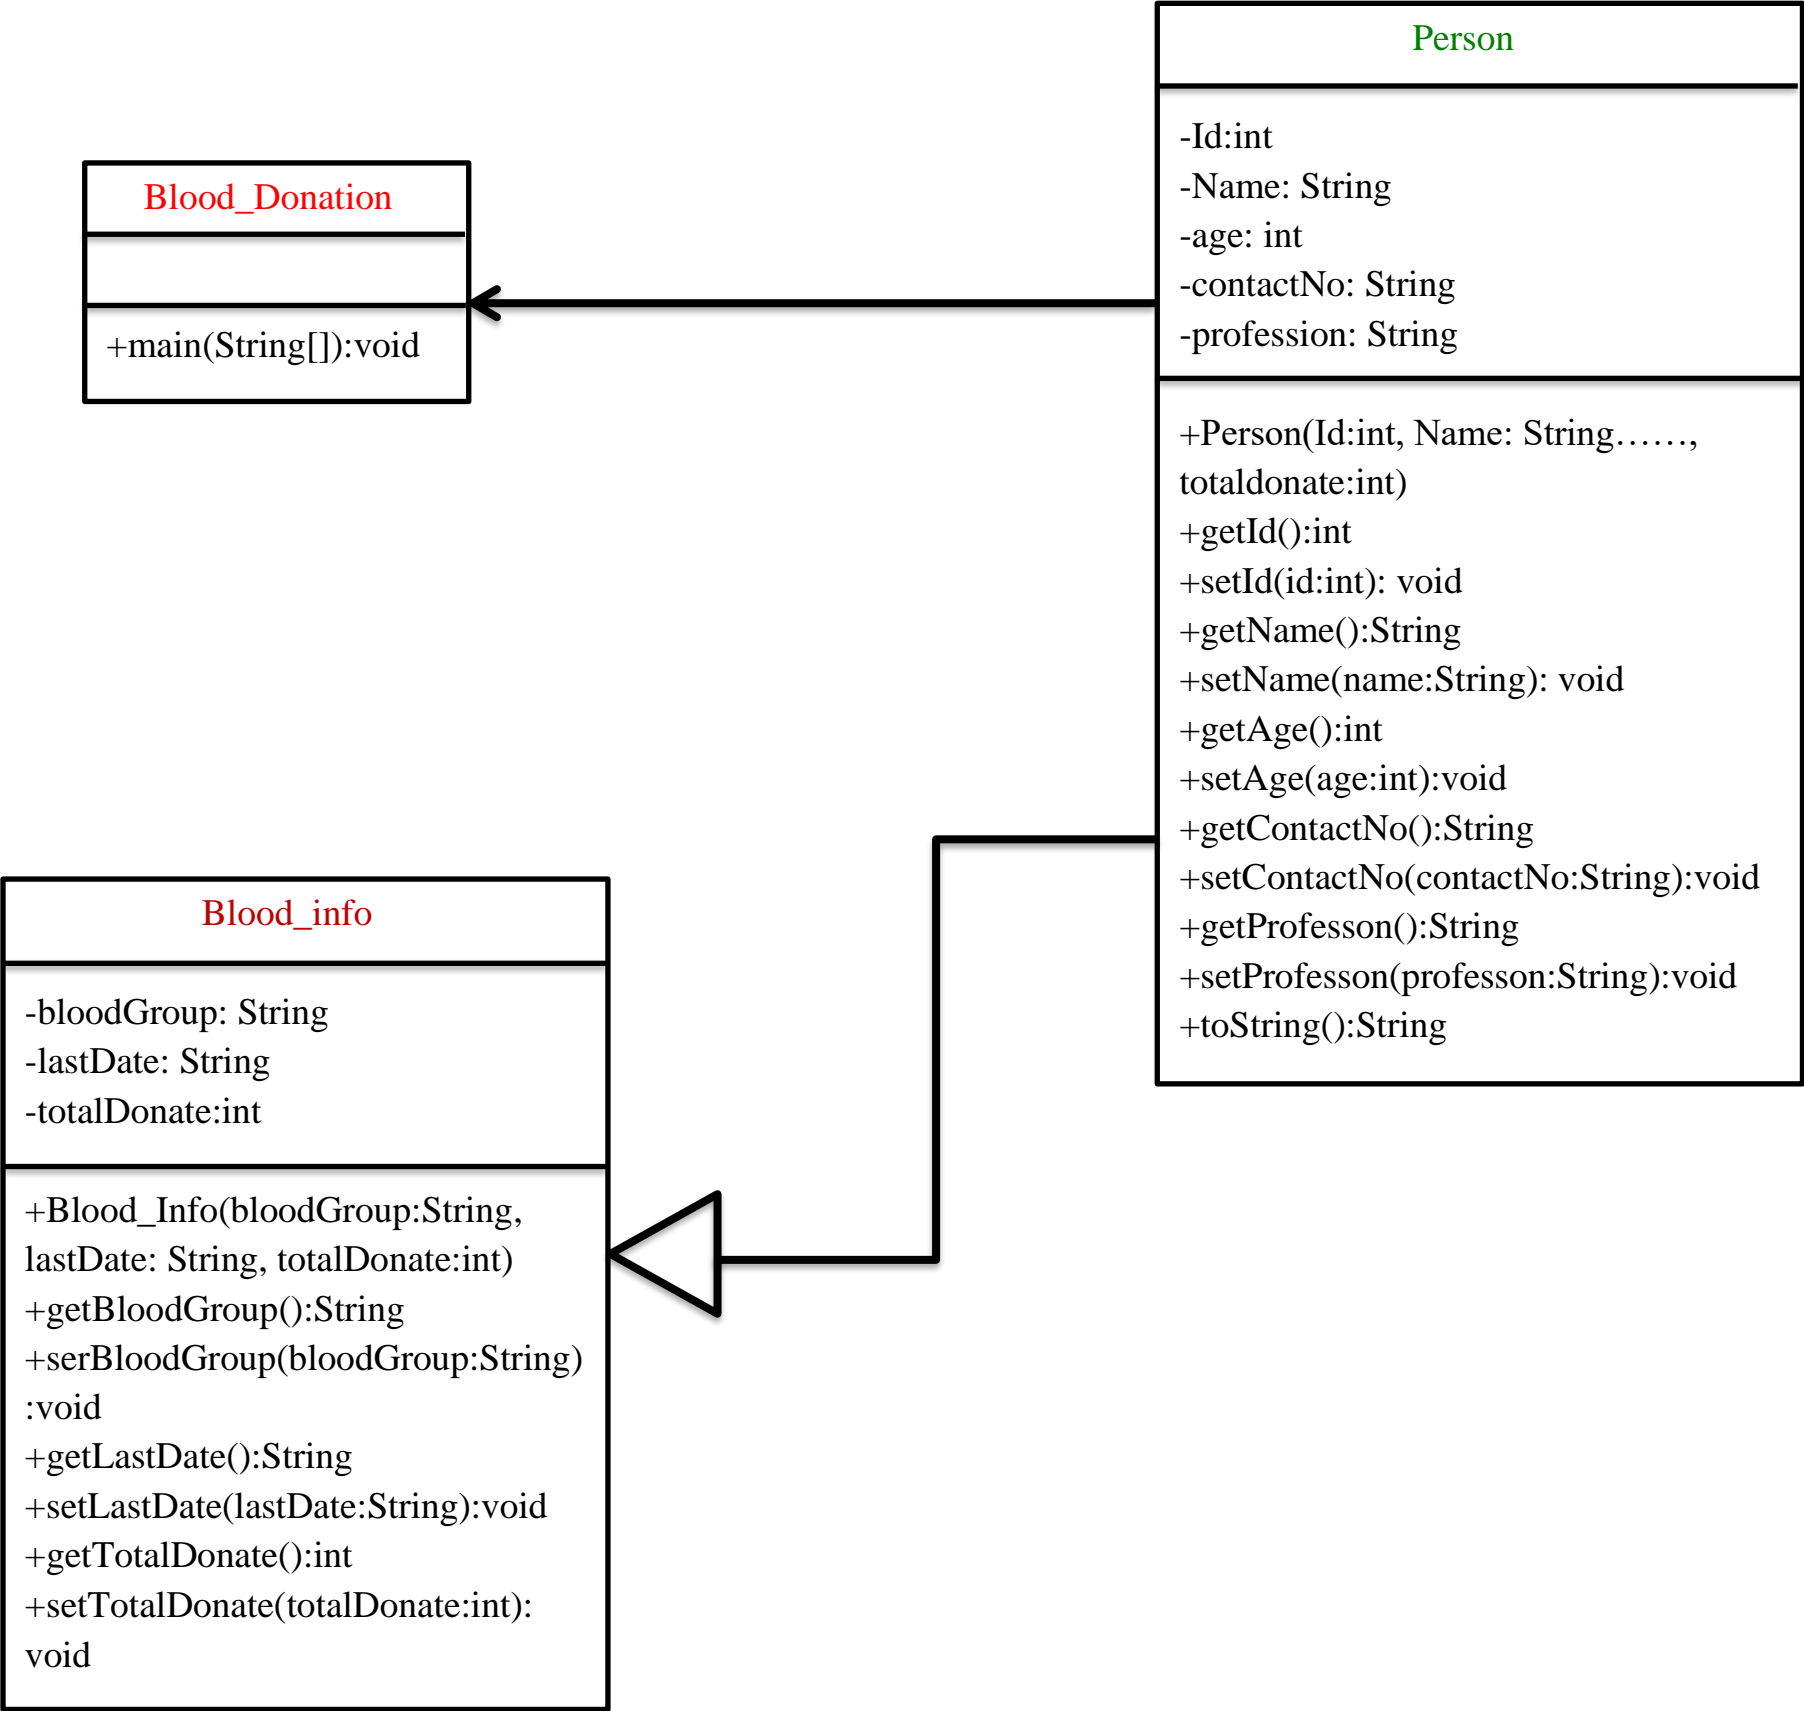 Person
-Id:int
-Name: String
-age: int
-contactNo: String
-profession: String
+Person(Id:int, Name: String……,
totaldonate:int)
+getId():int
+setId(id:int): void
+getName():String
+setName(name:String): void
+getAge():int
+setAge(age:int):void
+getContactNo():String
+setContactNo(contactNo:String):void
+getProfesson():String
+setProfesson(professon:String):void
+toString():String
Blood_Donation
+main(String[]):void
Blood_info
-bloodGroup: String
-lastDate: String
-totalDonate:int
+Blood_Info(bloodGroup:String,
lastDate: String, totalDonate:int)
+getBloodGroup():String
+serBloodGroup(bloodGroup:String)
:void
+getLastDate():String
+setLastDate(lastDate:String):void
+getTotalDonate():int
+setTotalDonate(totalDonate:int):
void